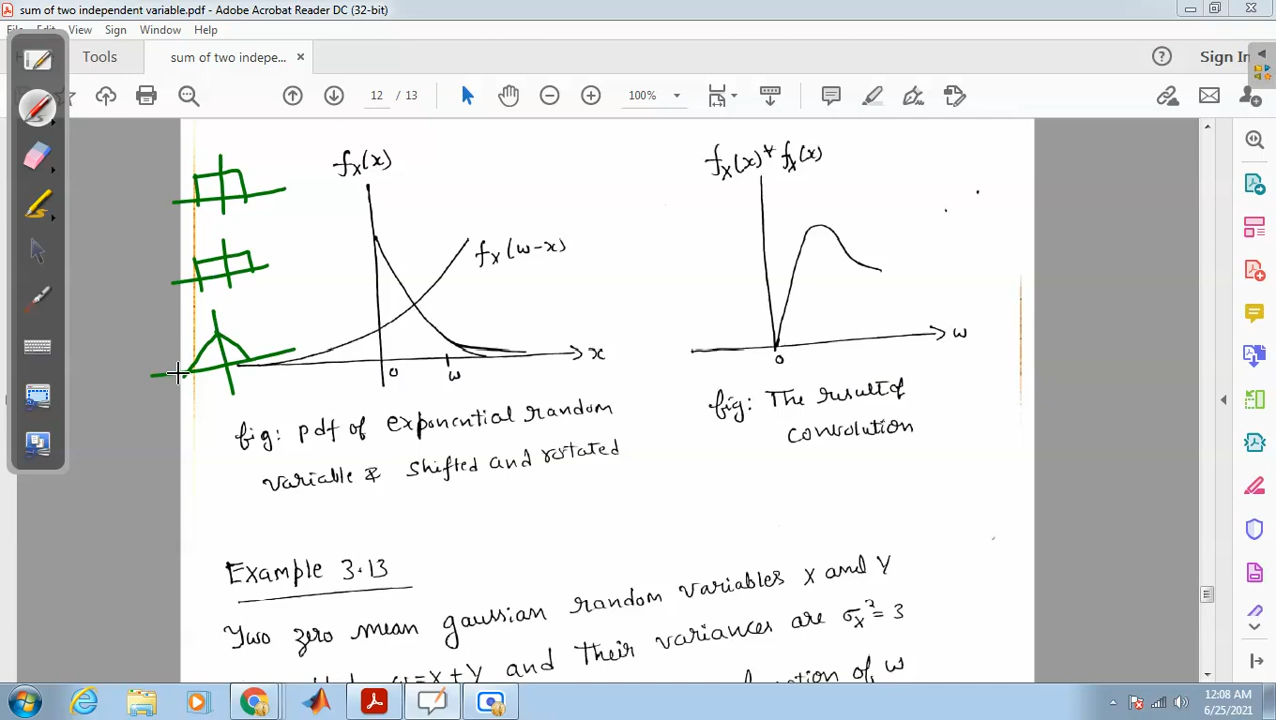 sum of two independent variable.pdf - Adobe Acrobat Reader DC (32-bit)
File Edit View Sign Window Help
Tools
sum of two indepe... ×
Sign In
12 / 13
100%
fx(x)
fx(w-x)
0
w
x
fig: pdf of exponential random
variable & shifted and rotated
fx(x) * fx(x)
0
w
fig: The result of
convolution
Example 3.13
Two zero mean gaussian random variables X and Y
w=X+Y and their variances are σx²=3
function of w
12:08 AM
6/25/2021